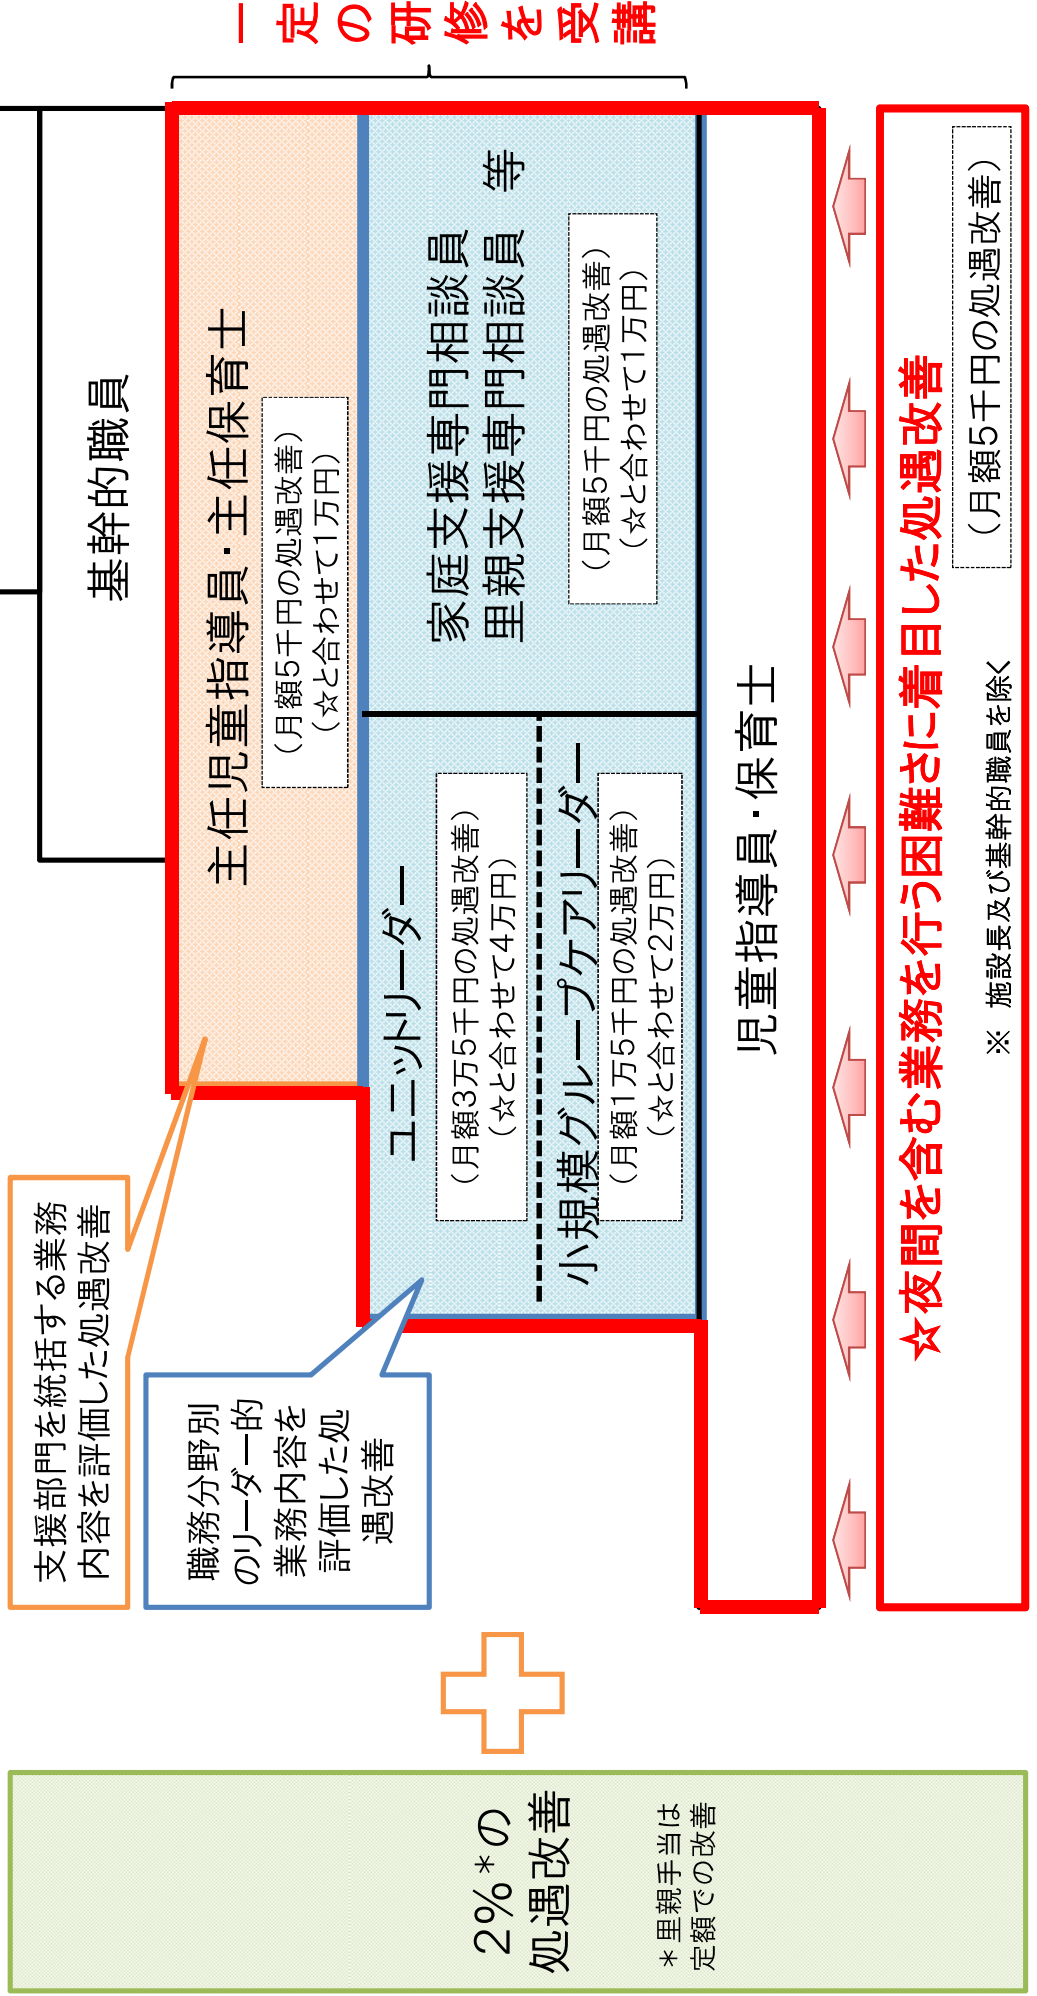 2%*の
処遇改善
*里親手当は
定額での改善
支援部門を統括する業務
内容を評価した処遇改善
職務分野別
のリーダー的
業務内容を
評価した処
遇改善
基幹的職員
主任児童指導員・主任保育士
（月額5千円の処遇改善）
（☆と合わせて1万円）
ユニットリーダー
（月額3万5千円の処遇改善）
（☆と合わせて4万円）
小規模グループケアリーダー
（月額1万5千円の処遇改善）
（☆と合わせて2万円）
家庭支援専門相談員
里親支援専門相談員　等
（月額5千円の処遇改善）
（☆と合わせて1万円）
児童指導員・保育士
一定の研修を受講
☆夜間を含む業務を行う困難さに着目した処遇改善
（月額5千円の処遇改善）
※ 施設長及び基幹的職員を除く